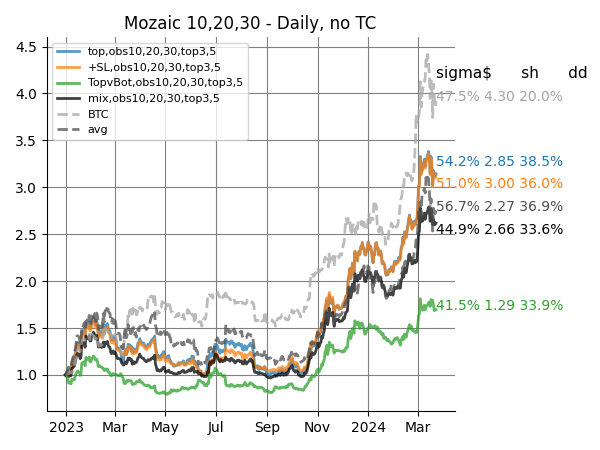 Mozaic 10,20,30 - Daily, no TC
top,obs10,20,30,top3,5
+SL,obs10,20,30,top3,5
TopvBot,obs10,20,30,top3,5
mix,obs10,20,30,top3,5
BTC
avg
sigma$ sh dd
47.5% 4.30 20.0%
54.2% 2.85 38.5%
51.0% 3.00 36.0%
56.7% 2.27 36.9%
44.9% 2.66 33.6%
41.5% 1.29 33.9%
4.5
4.0
3.5
3.0
2.5
2.0
1.5
1.0
2023 Mar May Jul Sep Nov 2024 Mar